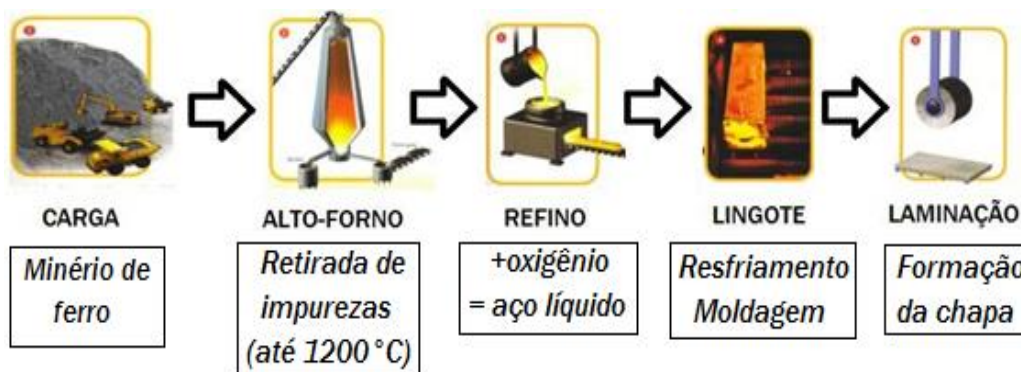 CARGA
ALTO-FORNO
REFINO
LINGOTE
LAMINAÇÃO
Minério de
ferro
Retirada de
impurezas
(até 1200°C)
+oxigênio
= aço líquido
Resfriamento
Moldagem
Formação
da chapa